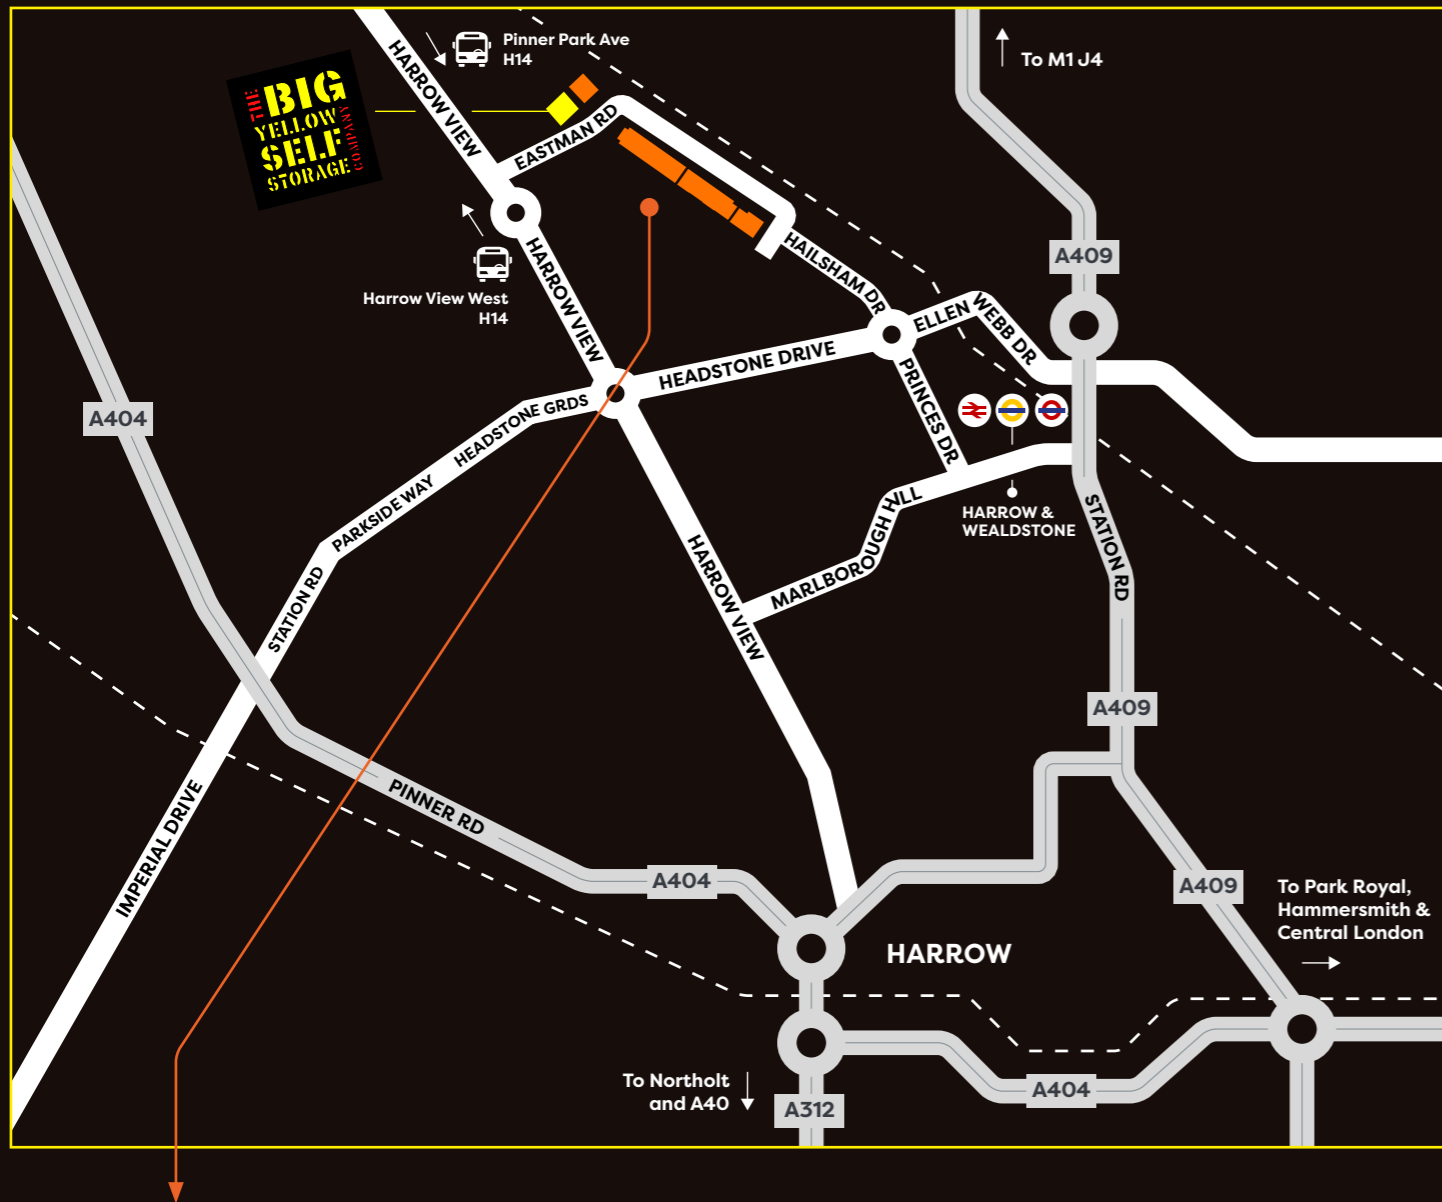 Pinner Park Ave
H14
To M1 J4
HARROW VIEW
THE
BIG
YELLOW
SELF
STORAGE
COMPANY
EASTMAN RD
HARROW VIEW
HAILSHAM DR
A409
Harrow View West
H14
ELLEN
WEBB DR
HEADSTONE DRIVE
PRINCES DR
A404
HEADSTONE GRDS
PARKSIDE WAY
HARROW &
WEALDSTONE
MARLBOROUGH HILL
STATION RD
STATION RD
HARROW VIEW
A409
IMPERIAL DRIVE
PINNER RD
A404
A409
To Park Royal,
Hammersmith &
Central London
HARROW
To Northolt
and A40
A312
A404